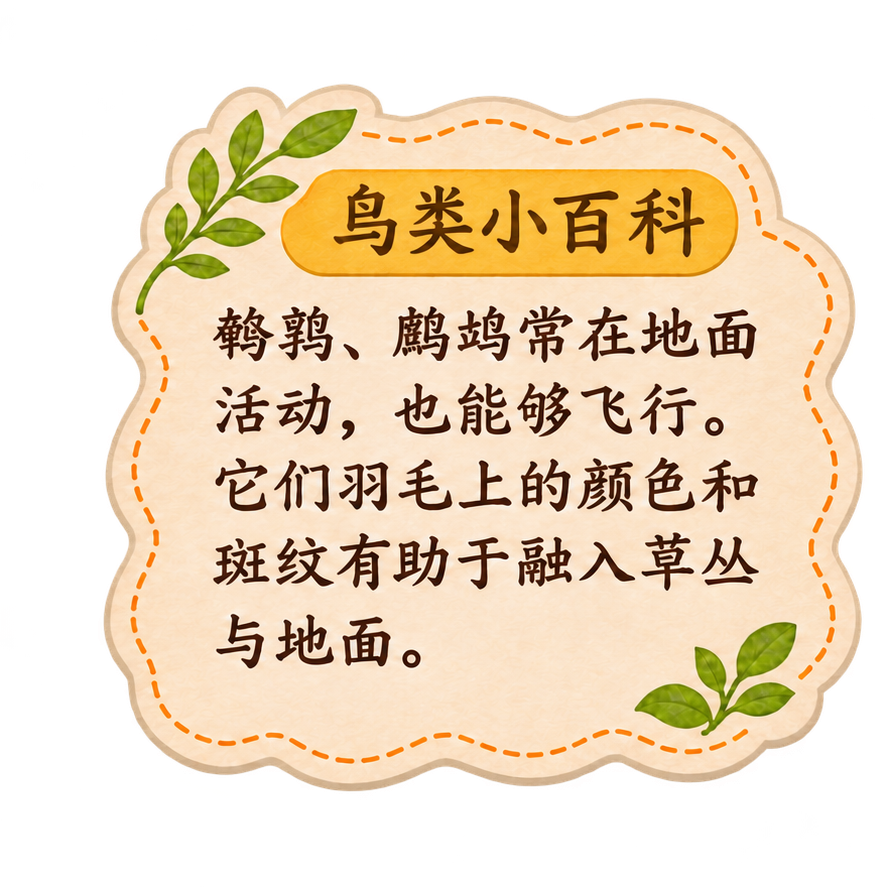 鸟类小百科
鹌鹑、鹧鸪常在地面
活动，也能够飞行。
它们羽毛上的颜色和
斑纹有助于融入草丛
与地面。